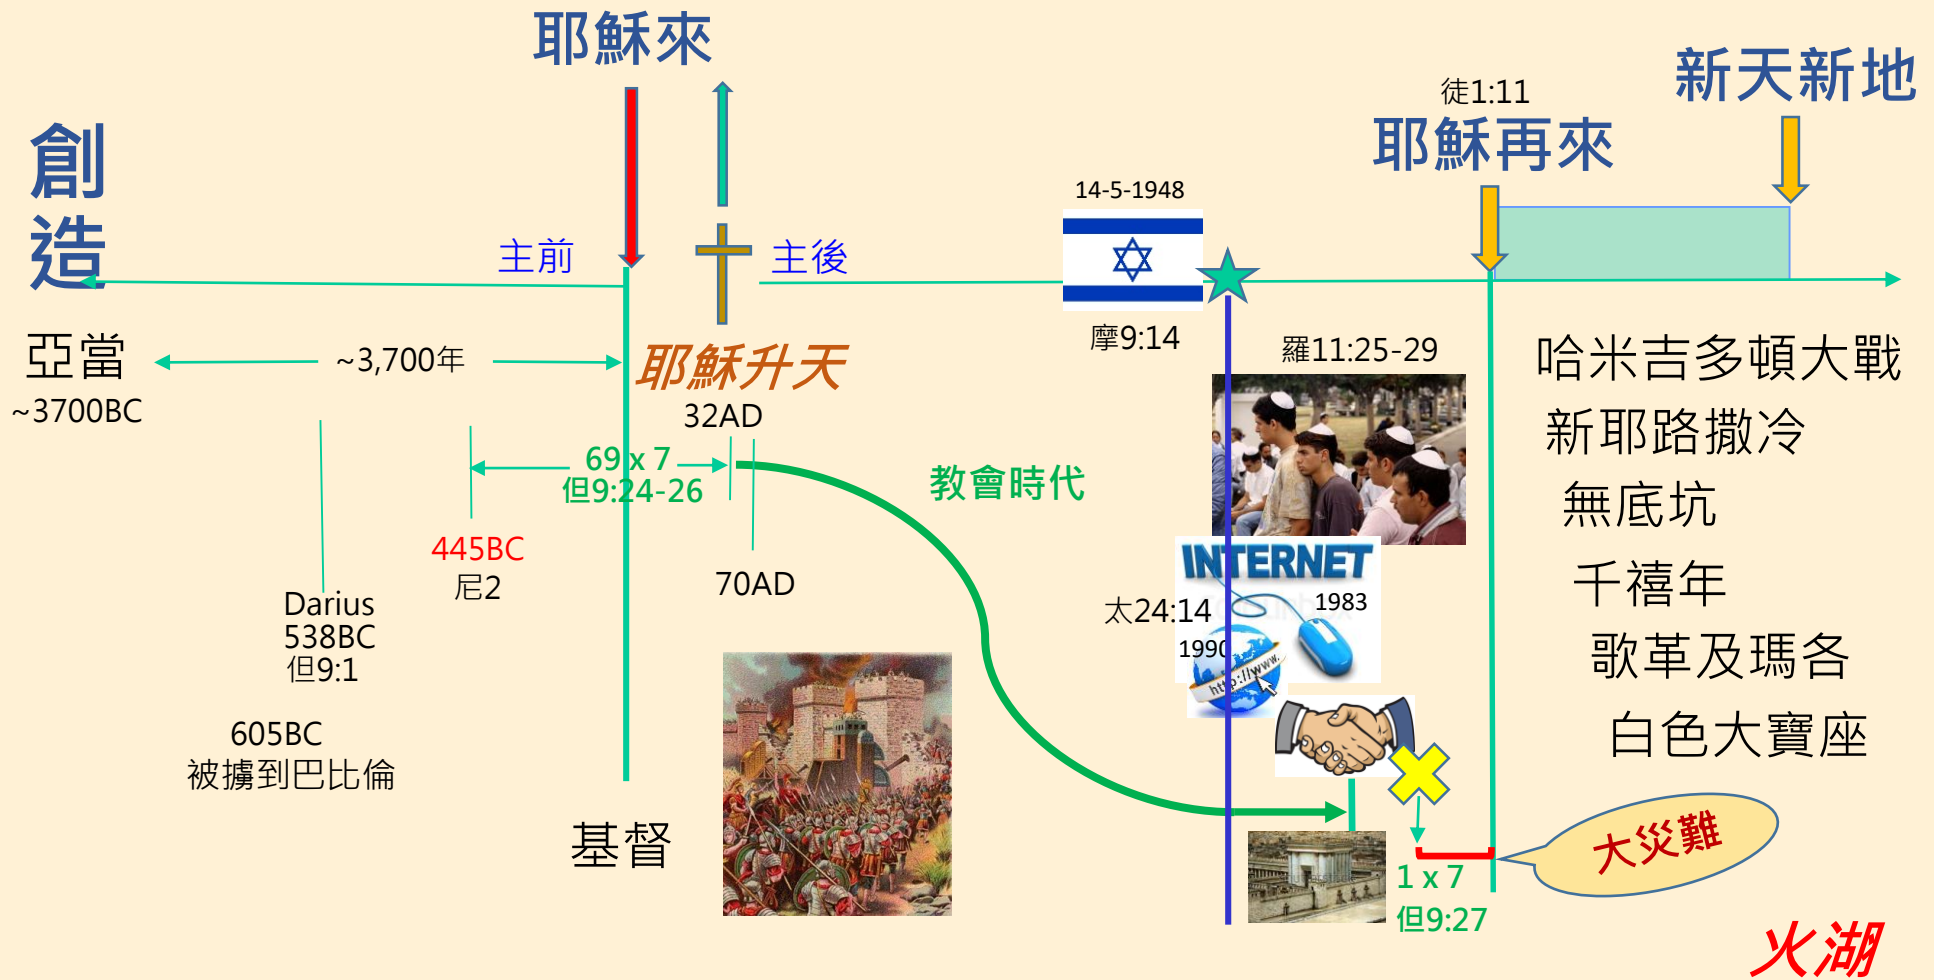 耶穌來
新天新地
徒1:11
耶穌再來
創
造
14-5-1948
主前
主後
摩9:14
羅11:25-29
亞當
~3,700年
~3700BC
耶穌升天
32AD
69 x 7
但9:24-26
教會時代
445BC
尼2
70AD
Darius
538BC
但9:1
605BC
被擄到巴比倫
基督
INTERNET
1983
太24:14
1990
http://www.
哈米吉多頓大戰
新耶路撒冷
無底坑
千禧年
歌革及瑪各
白色大寶座
大災難
1 x 7
但9:27
火湖